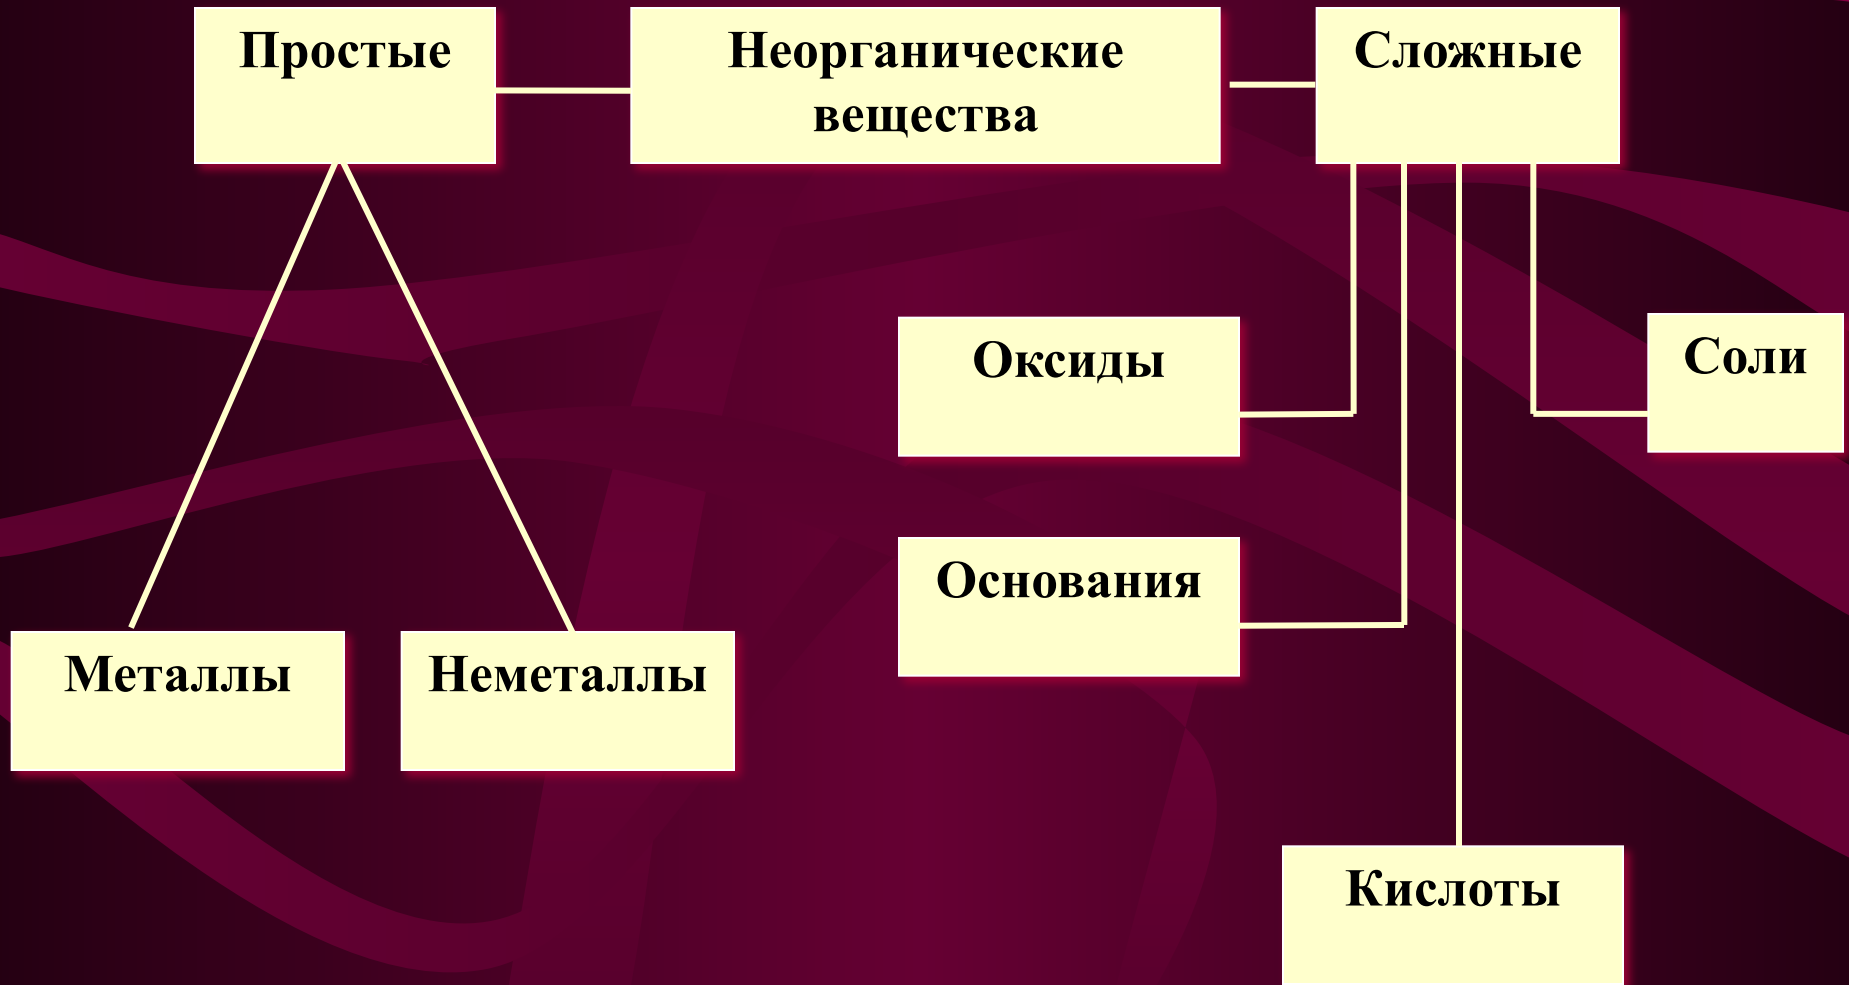 Простые
Неорганические
вещества
Сложные
Оксиды
Соли
Основания
Металлы
Неметаллы
Кислоты